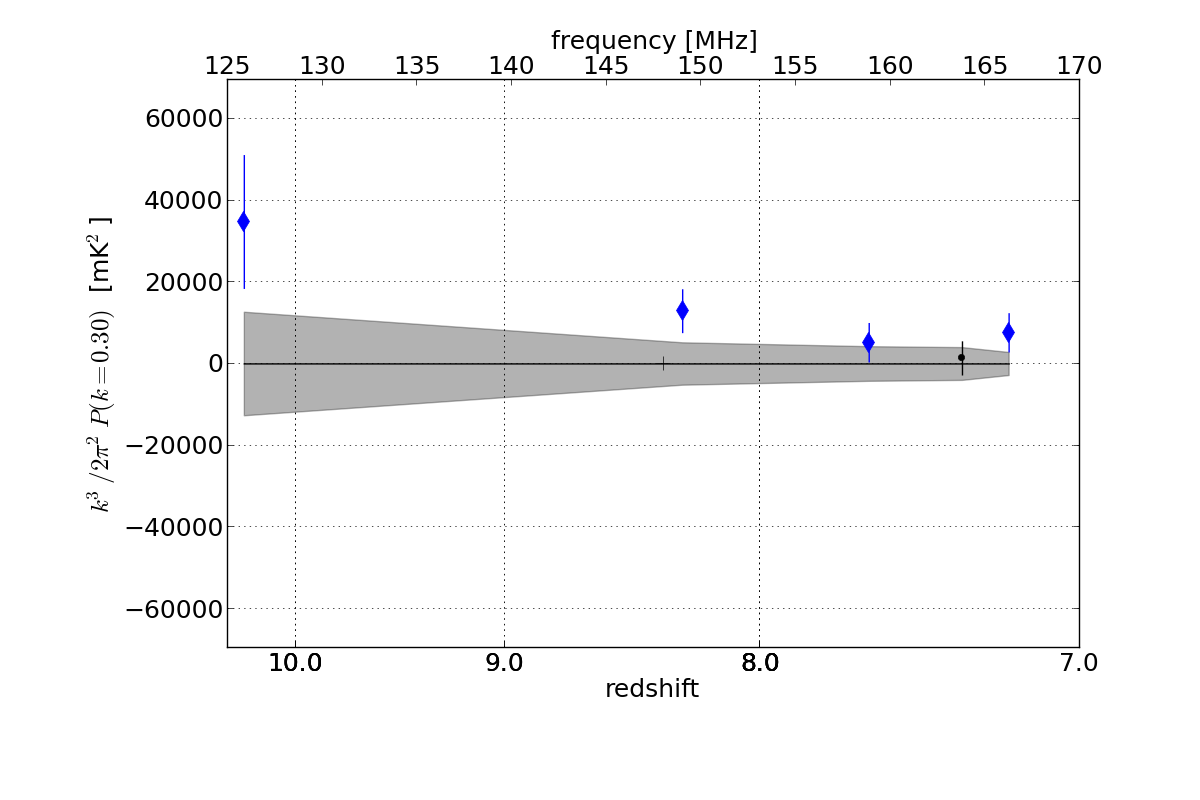 frequency [MHz]
125 130 135 140 145 150 155 160 165 170
60000
40000
20000
0
−20000
−40000
−60000
k³ /2π² P(k=0.30) [mK² ]
10.0 9.0 8.0 7.0
redshift